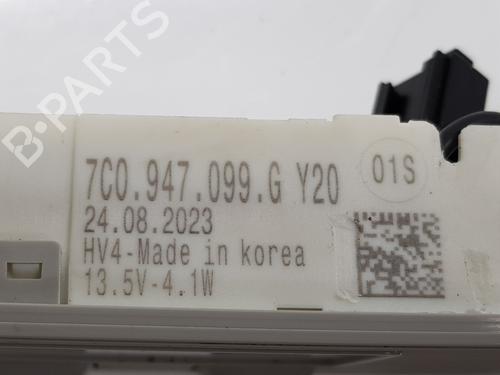 7C0.947.099.G Y20
01S
24.08.2023
HV4-Made in korea
13.5V-4.1W
B-PARTS